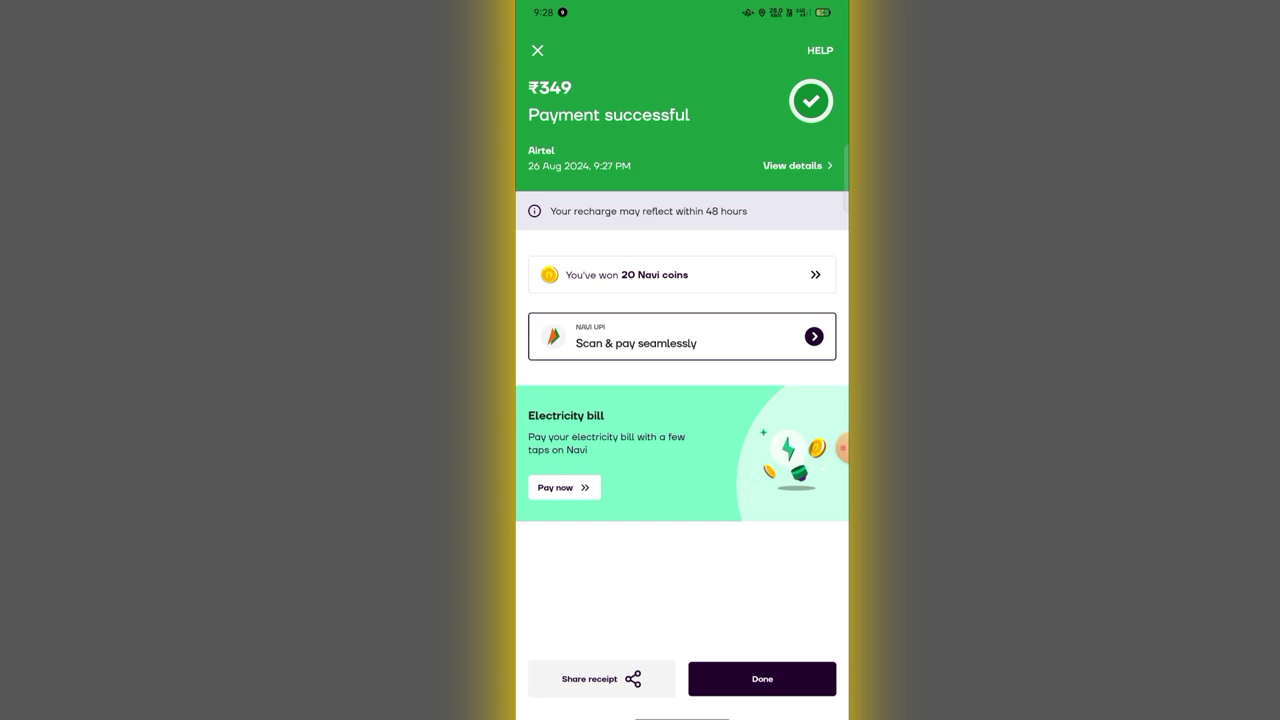 9:28
HELP
₹349
Payment successful
Airtel
26 Aug 2024, 9:27 PM
View details
Your recharge may reflect within 48 hours
You've won 20 Navi coins
NAVI UPI
Scan & pay seamlessly
Electricity bill
Pay your electricity bill with a few
taps on Navi
Pay now
Share receipt
Done